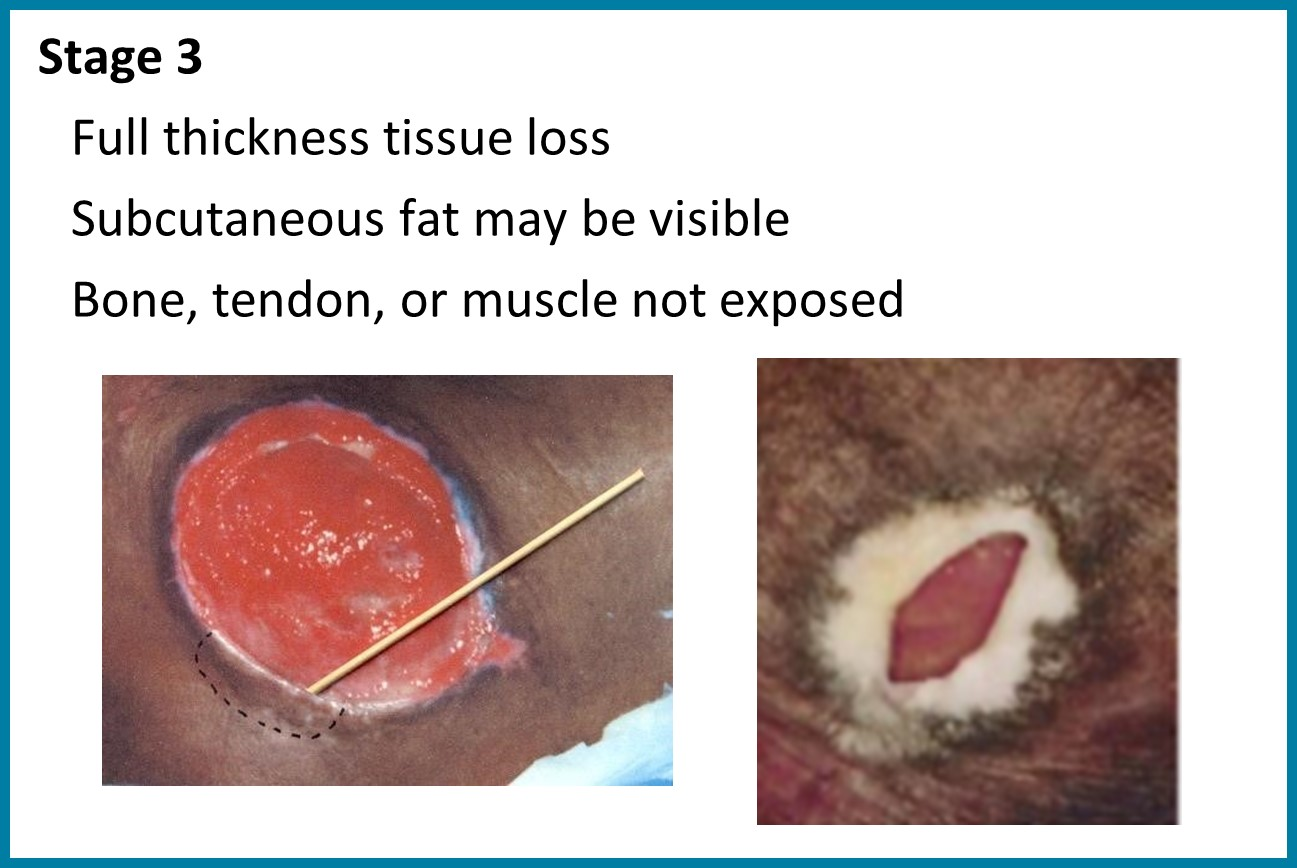 Stage 3
Full thickness tissue loss
Subcutaneous fat may be visible
Bone, tendon, or muscle not exposed